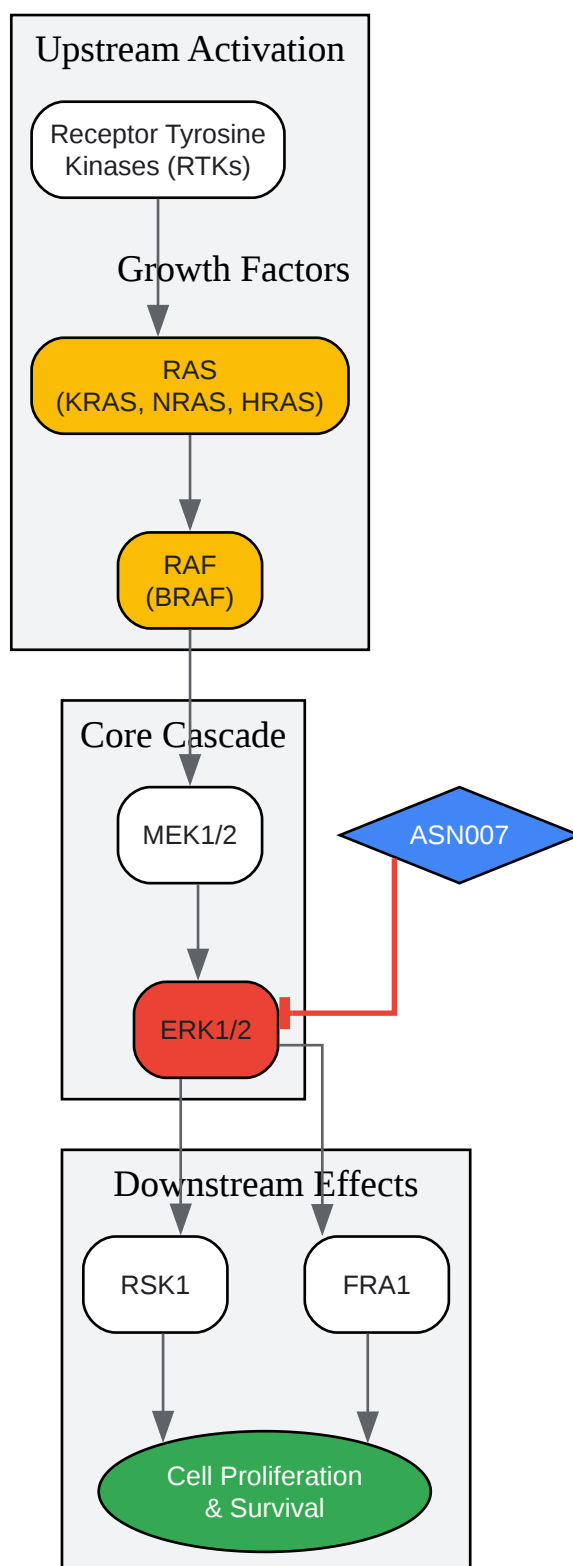 Upstream Activation
Receptor Tyrosine
Kinases (RTKs)
Growth Factors
RAS
(KRAS, NRAS, HRAS)
RAF
(BRAF)
Core Cascade
MEK1/2
ASN007
ERK1/2
Downstream Effects
RSK1
FRA1
Cell Proliferation
& Survival